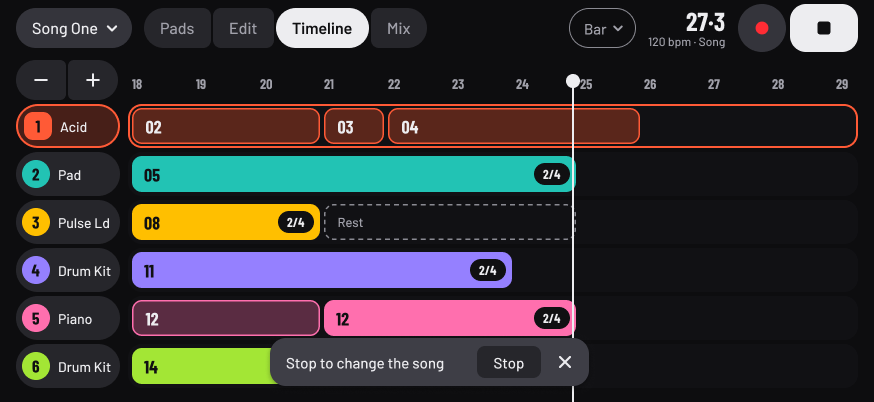 Song One Pads Edit Timeline Mix Bar 27·3
120 bpm · Song
− + 18 19 20 21 22 23 24 25 26 27 28 29
1 Acid 02 03 04
2 Pad 05 2/4
3 Pulse Ld 08 2/4 Rest
4 Drum Kit 11 2/4
5 Piano 12 12 2/4
6 Drum Kit 14
Stop to change the song Stop